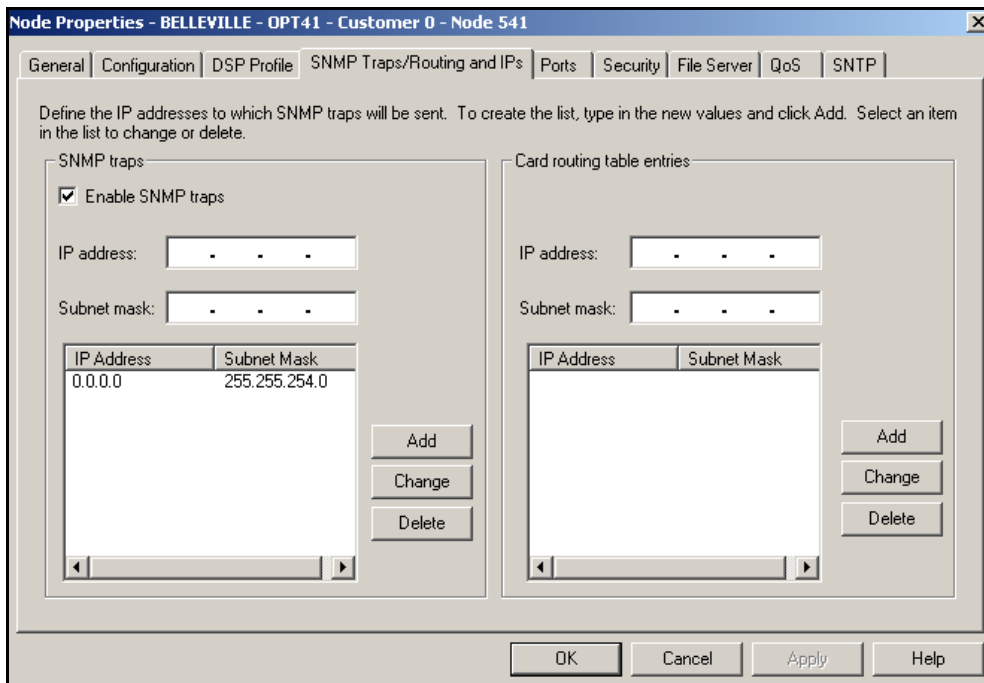 Node Properties - BELLEVILLE - OPT41 - Customer 0 - Node 541
General Configuration DSP Profile SNMP Traps/Routing and IPs Ports Security File Server QoS SNTP
Define the IP addresses to which SNMP traps will be sent. To create the list, type in the new values and click Add. Select an item
in the list to change or delete.
SNMP traps
Enable SNMP traps
IP address: . . .
Subnet mask: . . .
IP Address Subnet Mask
0.0.0.0 255.255.254.0
Add
Change
Delete
Card routing table entries
IP address: . . .
Subnet mask: . . .
IP Address Subnet Mask
Add
Change
Delete
OK Cancel Apply Help